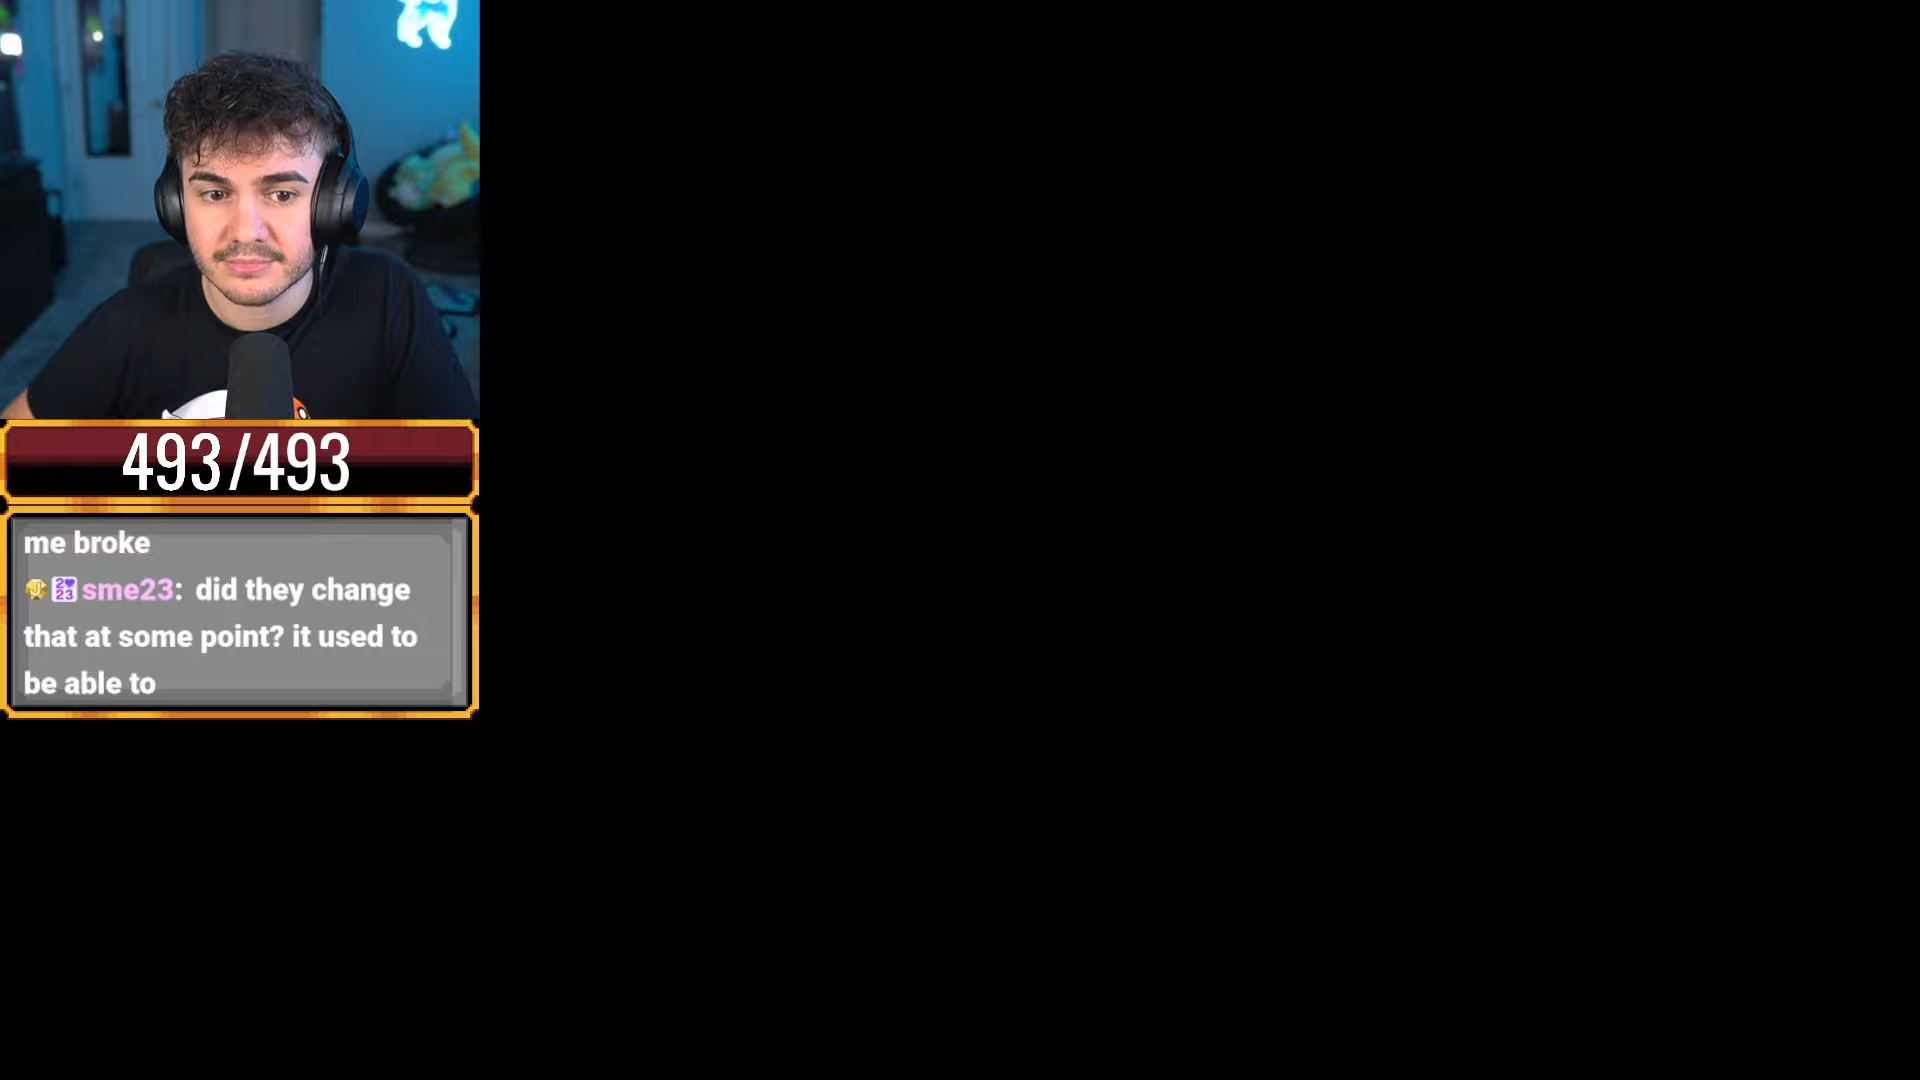 493/493
me broke
sme23: did they change
that at some point? it used to
be able to